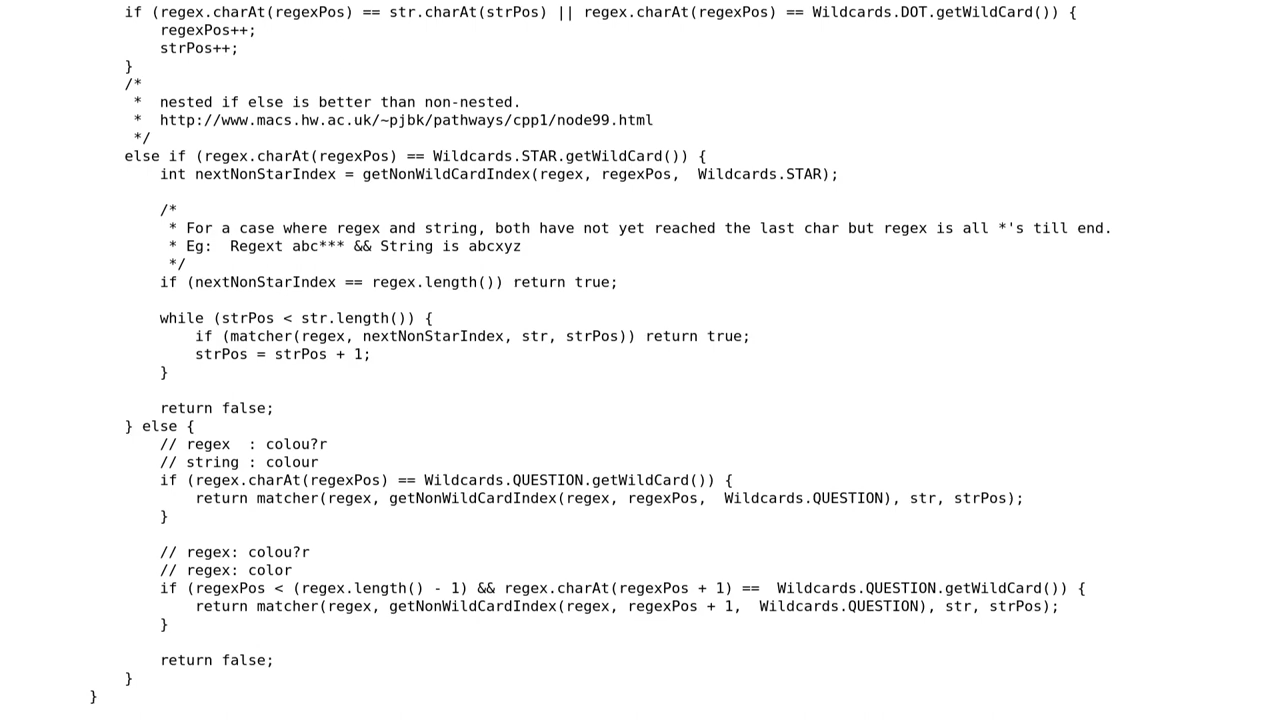 if (regex.charAt(regexPos) == str.charAt(strPos) || regex.charAt(regexPos) == Wildcards.DOT.getWildCard()) {
    regexPos++;
    strPos++;
}
/*
 *  nested if else is better than non-nested.
 *  http://www.macs.hw.ac.uk/~pjbk/pathways/cpp1/node99.html
 */
else if (regex.charAt(regexPos) == Wildcards.STAR.getWildCard()) {
    int nextNonStarIndex = getNonWildCardIndex(regex, regexPos,  Wildcards.STAR);

    /*
     * For a case where regex and string, both have not yet reached the last char but regex is all *'s till end.
     * Eg:  Regext abc*** && String is abcxyz
     */
    if (nextNonStarIndex == regex.length()) return true;

    while (strPos < str.length()) {
        if (matcher(regex, nextNonStarIndex, str, strPos)) return true;
        strPos = strPos + 1;
    }

    return false;
} else {
    // regex  : colou?r
    // string : colour
    if (regex.charAt(regexPos) == Wildcards.QUESTION.getWildCard()) {
        return matcher(regex, getNonWildCardIndex(regex, regexPos,  Wildcards.QUESTION), str, strPos);
    }

    // regex: colou?r
    // regex: color
    if (regexPos < (regex.length() - 1) && regex.charAt(regexPos + 1) ==  Wildcards.QUESTION.getWildCard()) {
        return matcher(regex, getNonWildCardIndex(regex, regexPos + 1,  Wildcards.QUESTION), str, strPos);
    }

    return false;
}
}